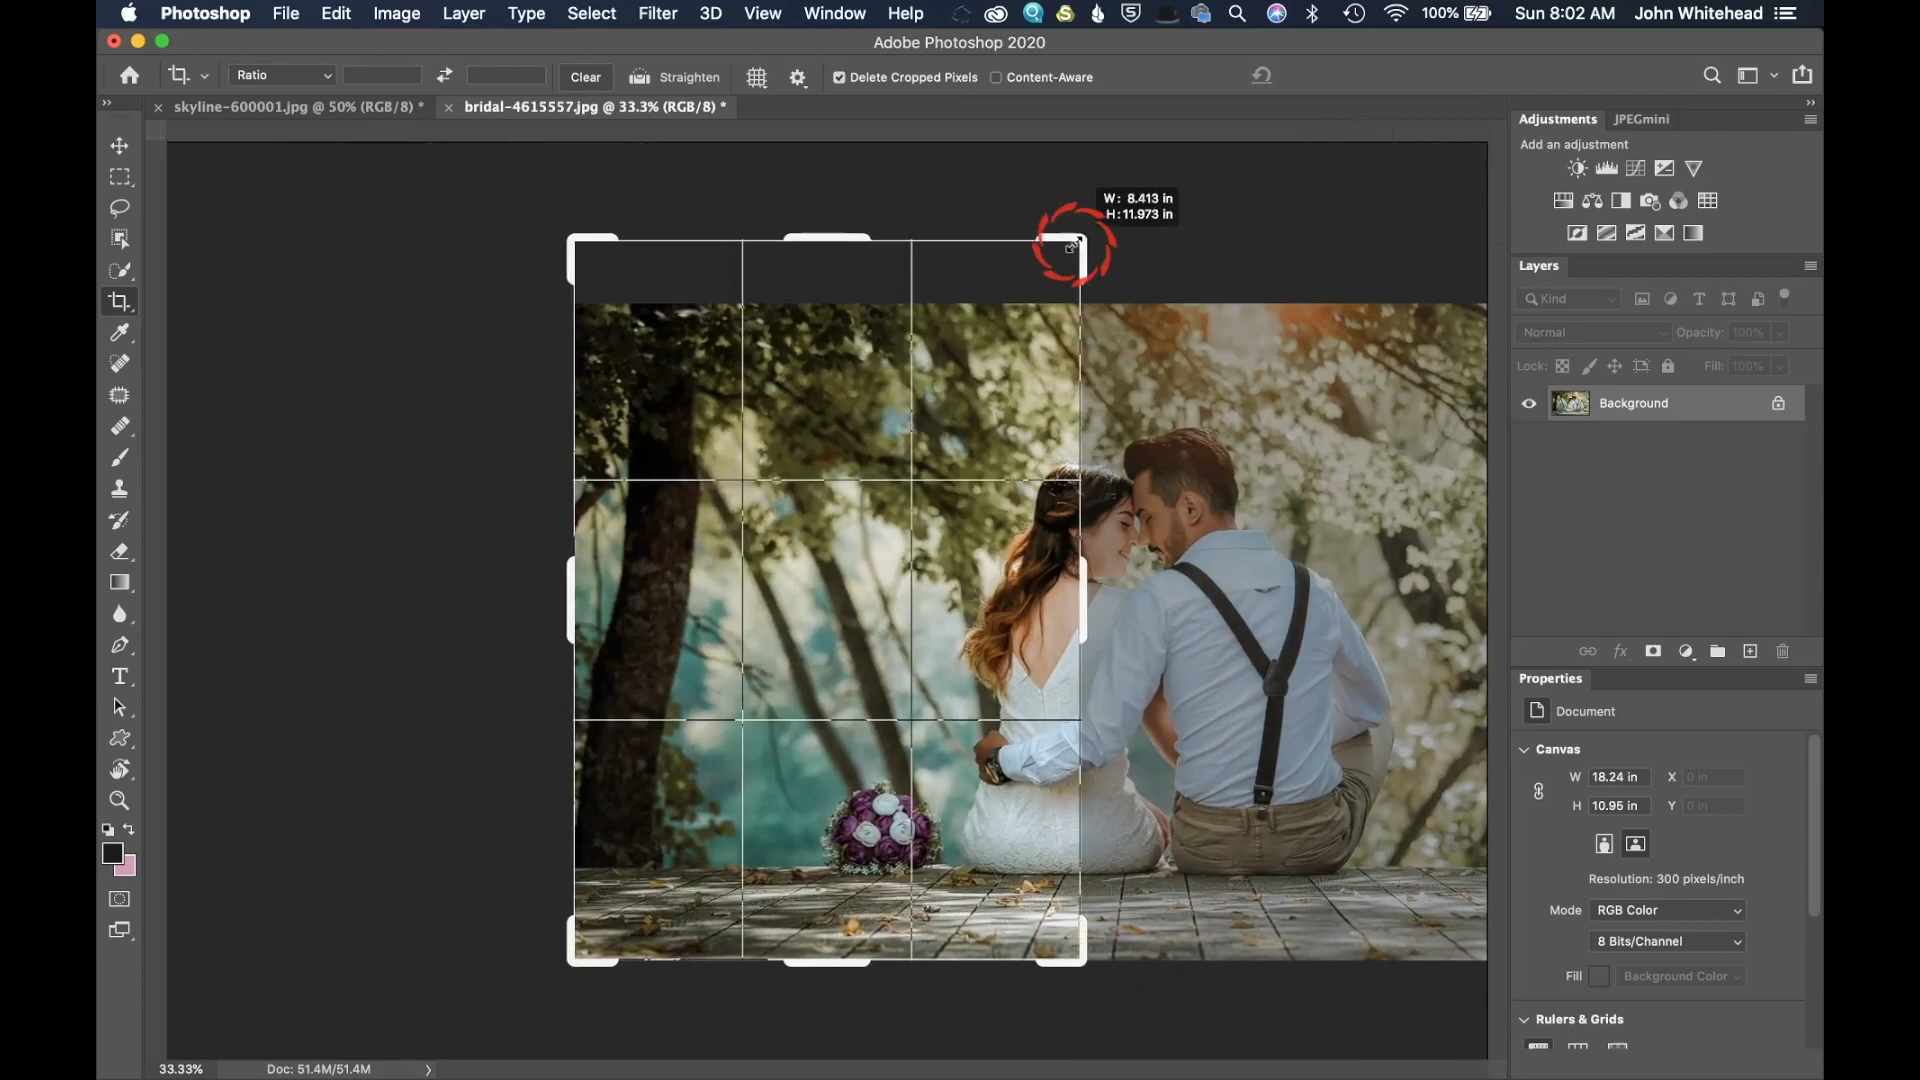 Photoshop File Edit Image Layer Type Select Filter 3D View Window Help 100% Sun 8:02 AM John Whitehead
Adobe Photoshop 2020
Ratio Clear Straighten Delete Cropped Pixels Content-Aware
skyline-600001.jpg @ 50% (RGB/8) * bridal-4615557.jpg @ 33.3% (RGB/8) *
W: 8.413 in
H: 11.973 in
Adjustments JPEGmini
Add an adjustment
Layers
Kind
Normal Opacity: 100%
Lock: Fill: 100%
Background
Properties
Document
Canvas
W 18.24 in X 0 in
H 10.95 in Y 0 in
Resolution: 300 pixels/inch
Mode RGB Color
8 Bits/Channel
Fill Background Color
Rulers & Grids
33.33% Doc: 51.4M/51.4M